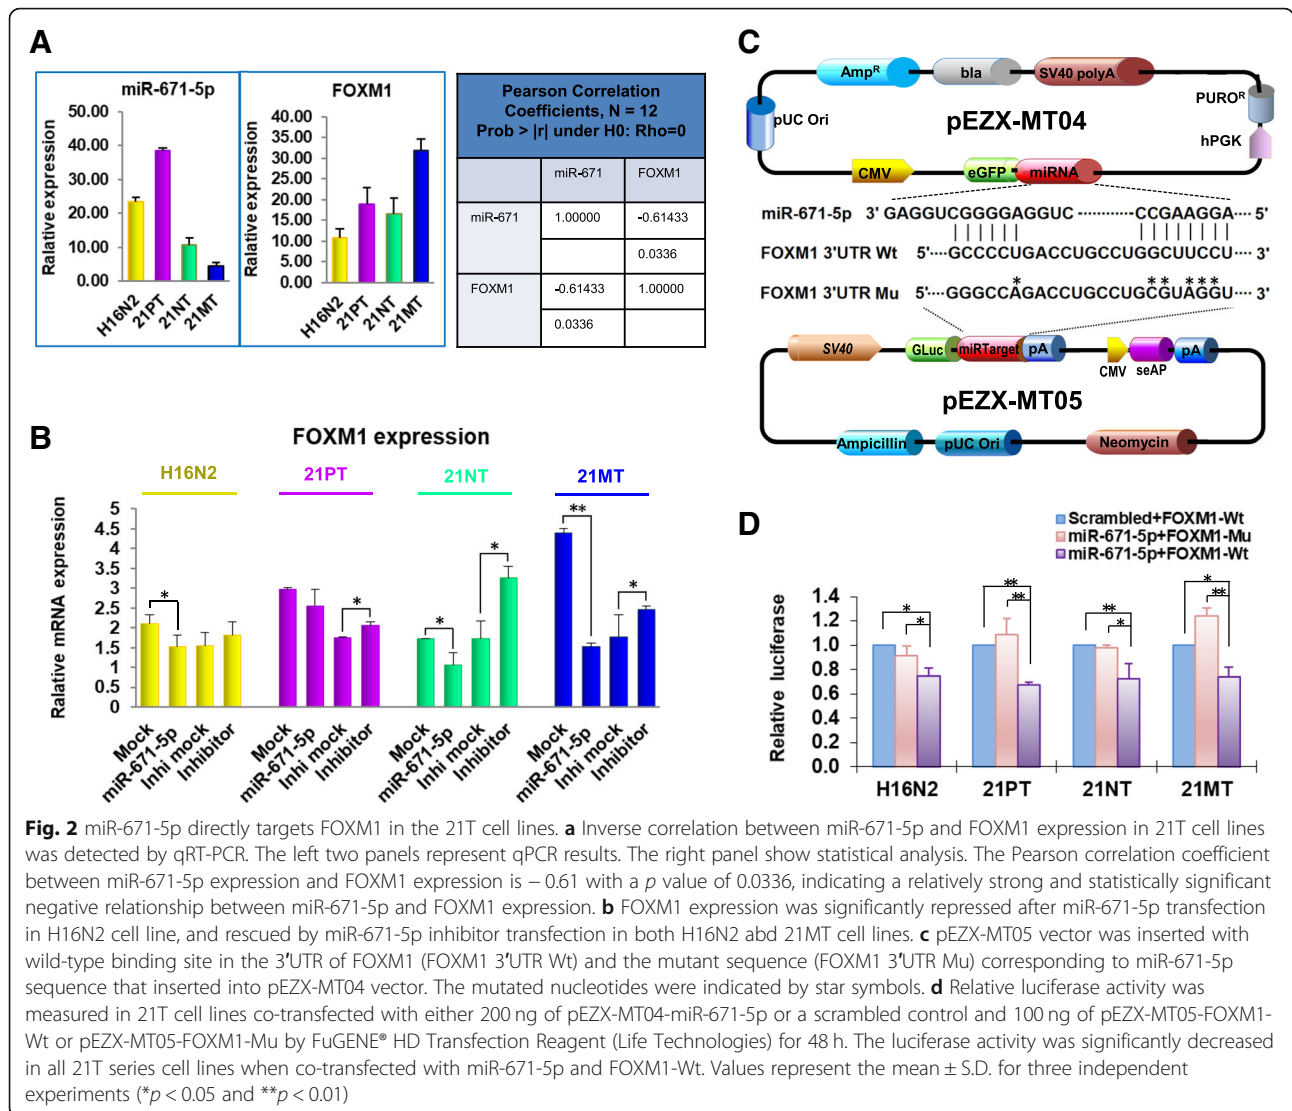 A
miR-671-5p
Ralative expression
50.00
40.00
30.00
20.00
10.00
0.00
H16N2
21PT
21NT
21MT
FOXM1
Ralative expression
40.00
35.00
30.00
25.00
20.00
15.00
10.00
5.00
0.00
H16N2
21PT
21NT
21MT
Pearson Correlation
Coefficients, N = 12
Prob > |r| under H0: Rho=0
miR-671 FOXM1
miR-671 1.00000 -0.61433
0.0336
FOXM1 -0.61433 1.00000
0.0336
B
FOXM1 expression
H16N2 21PT 21NT 21MT
Ralative mRNA expression
5
4.5
4
3.5
3
2.5
2
1.5
1
0.5
0
* * * * ** *
Mock miR-671-5p Inhi mock Inhibitor
Mock miR-671-5p Inhi mock Inhibitor
Mock miR-671-5p Inhi mock Inhibitor
Mock miR-671-5p Inhi mock Inhibitor
C
AmpR bla SV40 polyA
pUC Ori
pEZX-MT04
PUROR
hPGK
CMV eGFP miRNA
miR-671-5p 3' GAGGUCGGGGAGGUC ············ CCGAAGGA···· 5'
FOXM1 3'UTR Wt 5'····GCCCCUGACCUGCCUGGCUUCCU···· 3'
* ** ***
FOXM1 3'UTR Mu 5'····GGGCCAGACCUGCCUGCGUAGGU···· 3'
SV40 GLuc miRTarget pA CMV seAP pA
pEZX-MT05
Ampicillin pUC Ori Neomycin
D
Scrambled+FOXM1-Wt
miR-671-5p+FOXM1-Mu
miR-671-5p+FOXM1-Wt
Relative luciferase
1.4
1.2
1.0
0.8
0.6
0.4
0.2
0.0
* * ** ** ** * * **
H16N2 21PT 21NT 21MT
Fig. 2 miR-671-5p directly targets FOXM1 in the 21T cell lines. a Inverse correlation between miR-671-5p and FOXM1 expression in 21T cell lines
was detected by qRT-PCR. The left two panels represent qPCR results. The right panel show statistical analysis. The Pearson correlation coefficient
between miR-671-5p expression and FOXM1 expression is − 0.61 with a p value of 0.0336, indicating a relatively strong and statistically significant
negative relationship between miR-671-5p and FOXM1 expression. b FOXM1 expression was significantly repressed after miR-671-5p transfection
in H16N2 cell line, and rescued by miR-671-5p inhibitor transfection in both H16N2 abd 21MT cell lines. c pEZX-MT05 vector was inserted with
wild-type binding site in the 3′UTR of FOXM1 (FOXM1 3′UTR Wt) and the mutant sequence (FOXM1 3′UTR Mu) corresponding to miR-671-5p
sequence that inserted into pEZX-MT04 vector. The mutated nucleotides were indicated by star symbols. d Relative luciferase activity was
measured in 21T cell lines co-transfected with either 200 ng of pEZX-MT04-miR-671-5p or a scrambled control and 100 ng of pEZX-MT05-FOXM1-
Wt or pEZX-MT05-FOXM1-Mu by FuGENE® HD Transfection Reagent (Life Technologies) for 48 h. The luciferase activity was significantly decreased
in all 21T series cell lines when co-transfected with miR-671-5p and FOXM1-Wt. Values represent the mean ± S.D. for three independent
experiments (*p < 0.05 and **p < 0.01)